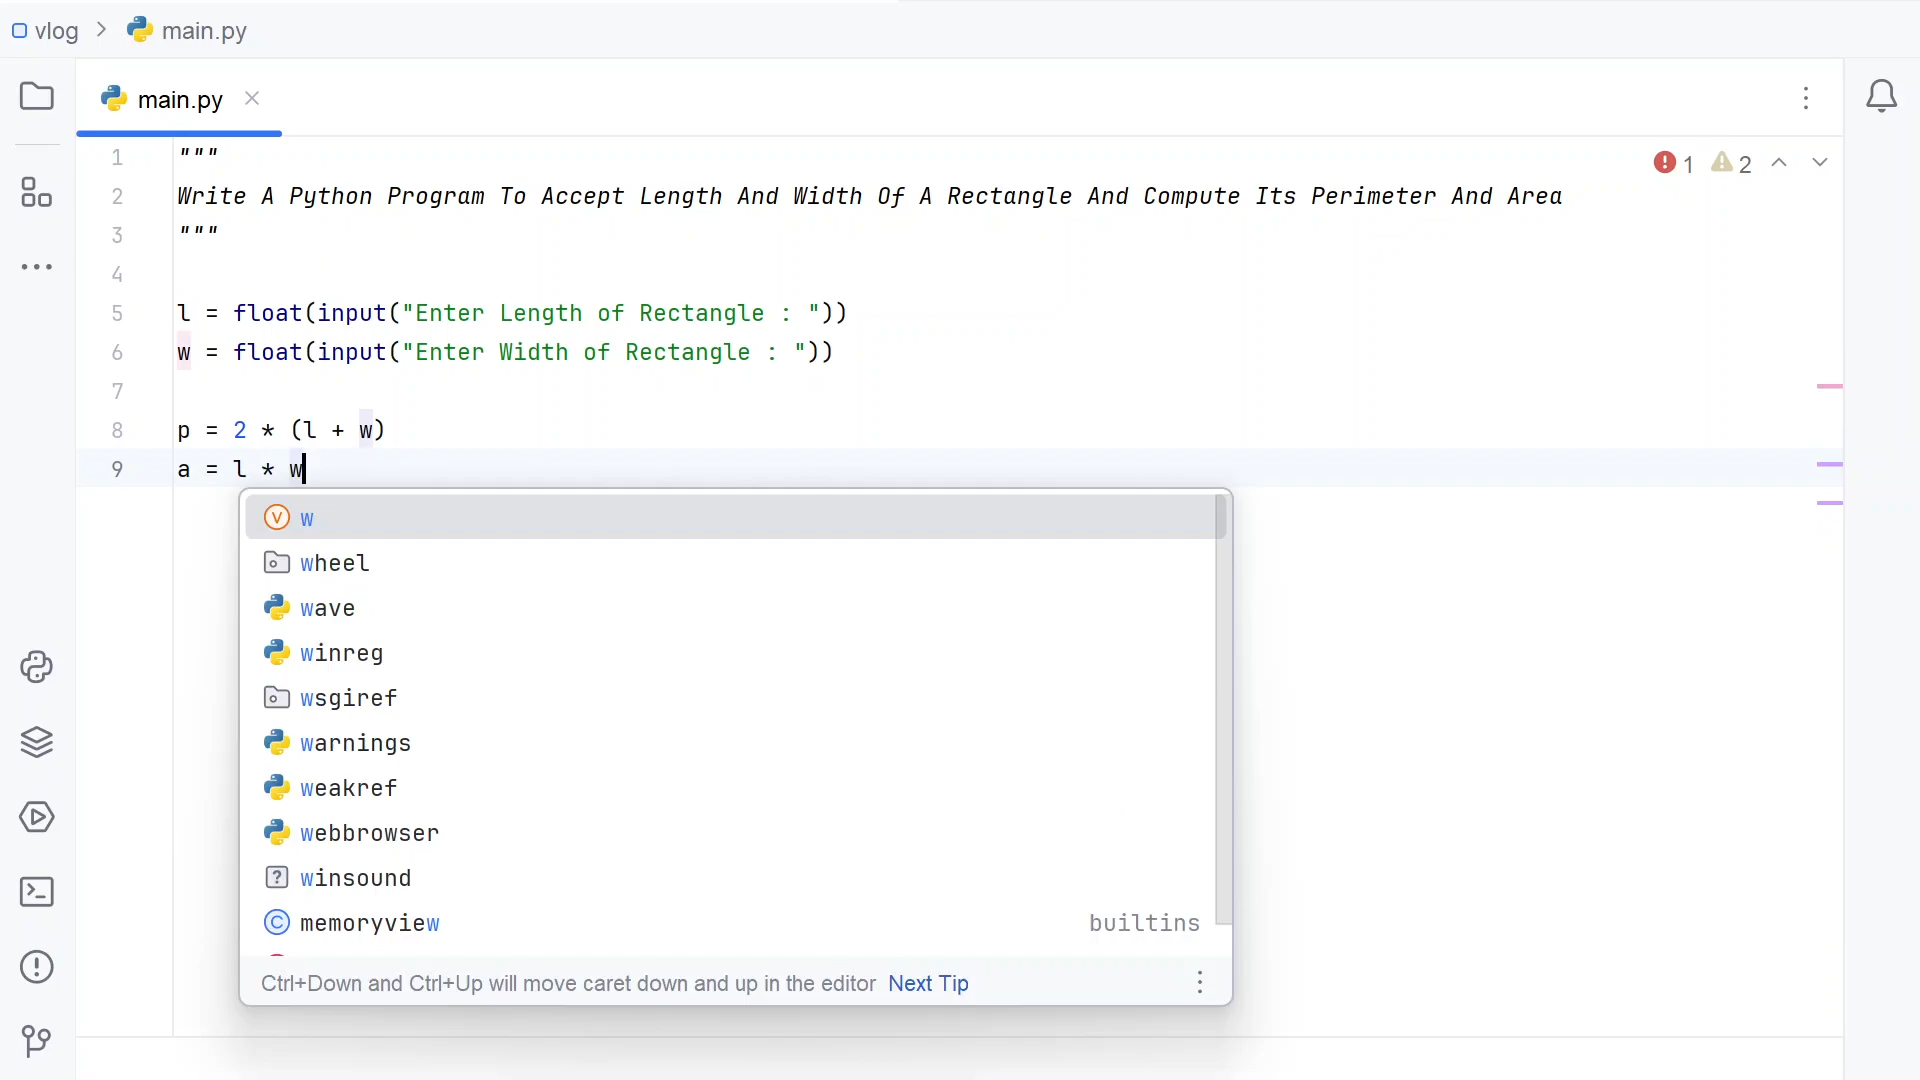 vlog > main.py
main.py
1 """
2 Write A Python Program To Accept Length And Width Of A Rectangle And Compute Its Perimeter And Area
3 """
4
5 l = float(input("Enter Length of Rectangle : "))
6 w = float(input("Enter Width of Rectangle : "))
7
8 p = 2 * (l + w)
9 a = l * w
1 2
w
wheel
wave
winreg
wsgiref
warnings
weakref
webbrowser
winsound
memoryview builtins
Ctrl+Down and Ctrl+Up will move caret down and up in the editor Next Tip